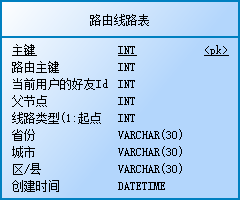 路由线路表
主键 INT <pk>
路由主键 INT
当前用户的好友Id INT
父节点 INT
线路类型(1:起点 INT
省份 VARCHAR(30)
城市 VARCHAR(30)
区/县 VARCHAR(30)
创建时间 DATETIME